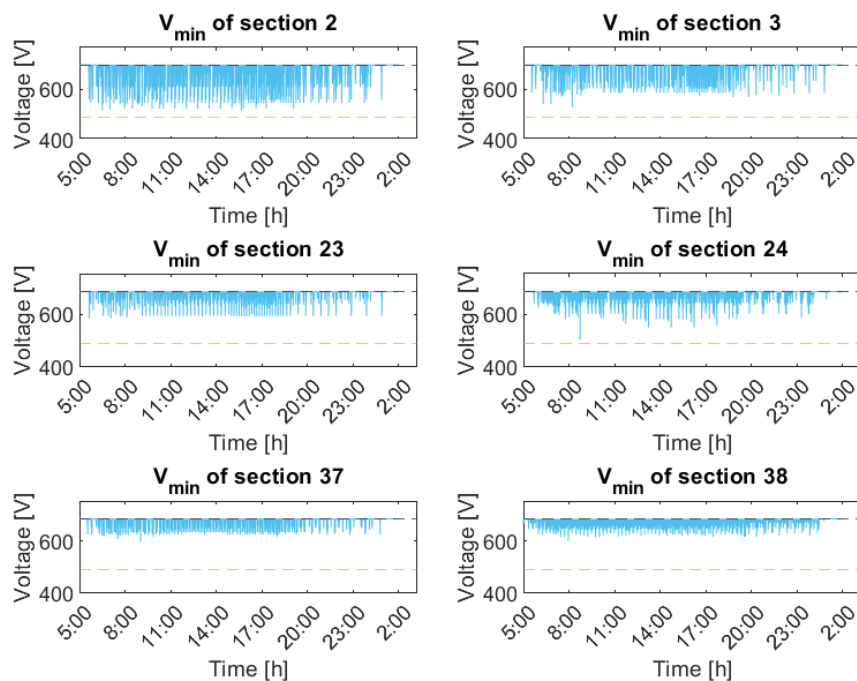 V_min of section 2
Voltage [V]
600
400
5:00 8:00 11:00 14:00 17:00 20:00 23:00 2:00
Time [h]
V_min of section 3
Voltage [V]
600
400
5:00 8:00 11:00 14:00 17:00 20:00 23:00 2:00
Time [h]
V_min of section 23
Voltage [V]
600
400
5:00 8:00 11:00 14:00 17:00 20:00 23:00 2:00
Time [h]
V_min of section 24
Voltage [V]
600
400
5:00 8:00 11:00 14:00 17:00 20:00 23:00 2:00
Time [h]
V_min of section 37
Voltage [V]
600
400
5:00 8:00 11:00 14:00 17:00 20:00 23:00 2:00
Time [h]
V_min of section 38
Voltage [V]
600
400
5:00 8:00 11:00 14:00 17:00 20:00 23:00 2:00
Time [h]